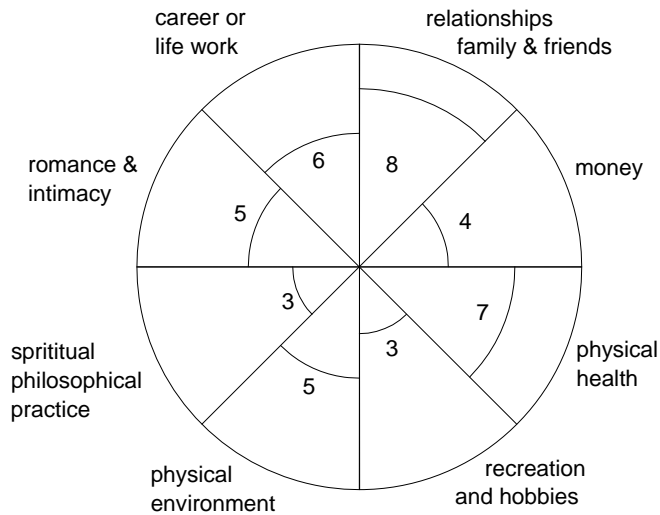 career or
life work
relationships
family & friends
6
8
romance &
intimacy
money
5
4
3
7
sprititual
philosophical
practice
3
physical
health
5
physical
environment
recreation
and hobbies